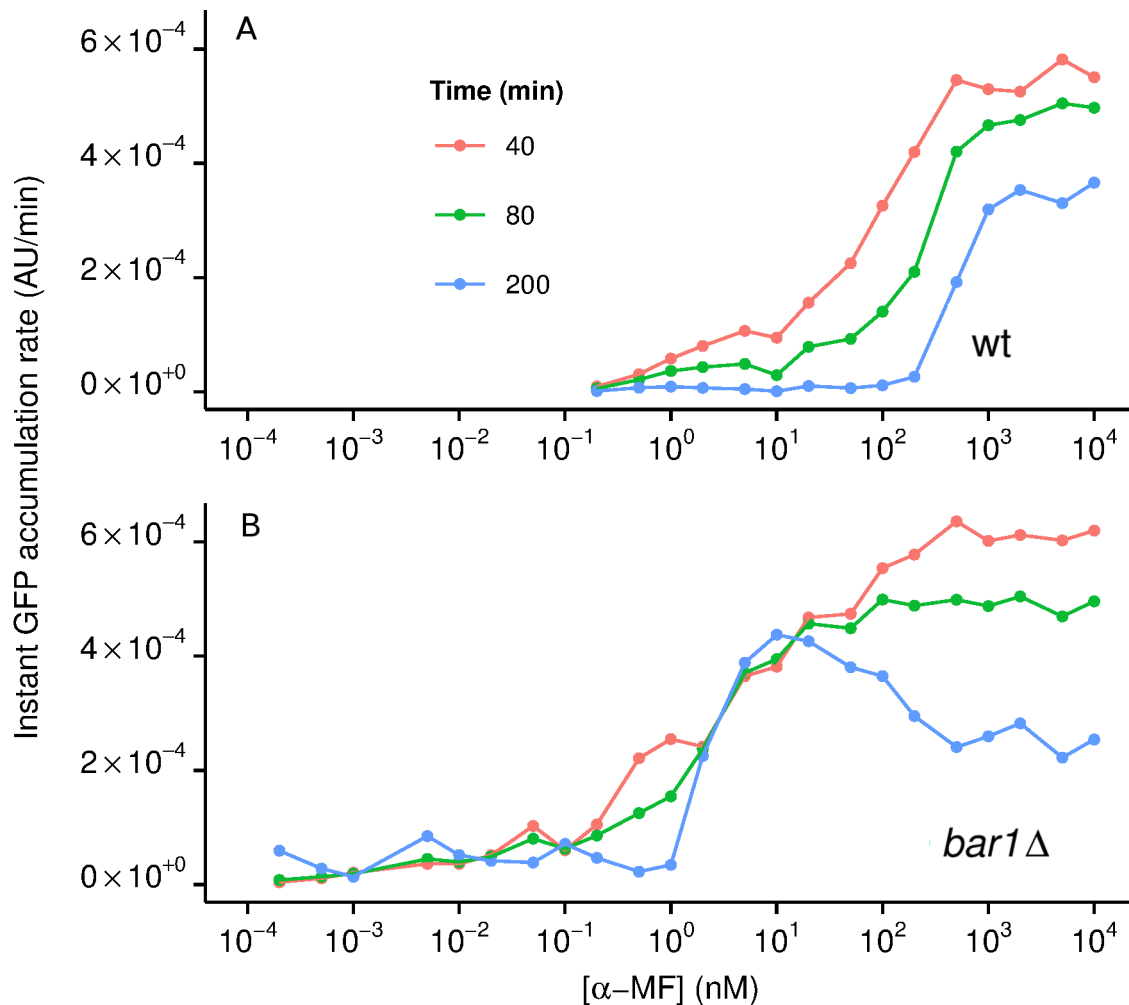 A
6×10⁻⁴
4×10⁻⁴
2×10⁻⁴
0×10⁺⁰
Time (min)
40
80
200
wt
10⁻⁴ 10⁻³ 10⁻² 10⁻¹ 10⁰ 10¹ 10² 10³ 10⁴
Instant GFP accumulation rate (AU/min)
B
6×10⁻⁴
4×10⁻⁴
2×10⁻⁴
0×10⁺⁰
bar1Δ
10⁻⁴ 10⁻³ 10⁻² 10⁻¹ 10⁰ 10¹ 10² 10³ 10⁴
[α−MF] (nM)